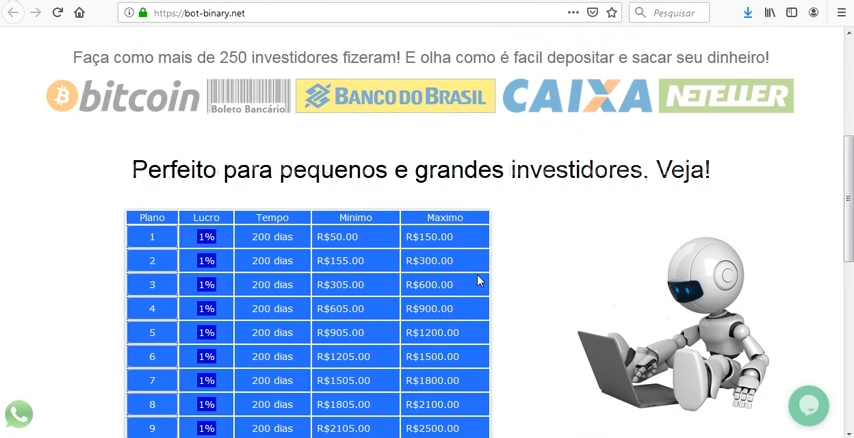 https://bot-binary.net
Pesquisar
Faça como mais de 250 investidores fizeram! E olha como é facil depositar e sacar seu dinheiro!
bitcoin
Boleto Bancário
BANCO DO BRASIL
CAIXA
NETELLER
Perfeito para pequenos e grandes investidores. Veja!
Plano Lucro Tempo Minimo Maximo
1 1% 200 dias R$50.00 R$150.00
2 1% 200 dias R$155.00 R$300.00
3 1% 200 dias R$305.00 R$600.00
4 1% 200 dias R$605.00 R$900.00
5 1% 200 dias R$905.00 R$1200.00
6 1% 200 dias R$1205.00 R$1500.00
7 1% 200 dias R$1505.00 R$1800.00
8 1% 200 dias R$1805.00 R$2100.00
9 1% 200 dias R$2105.00 R$2500.00